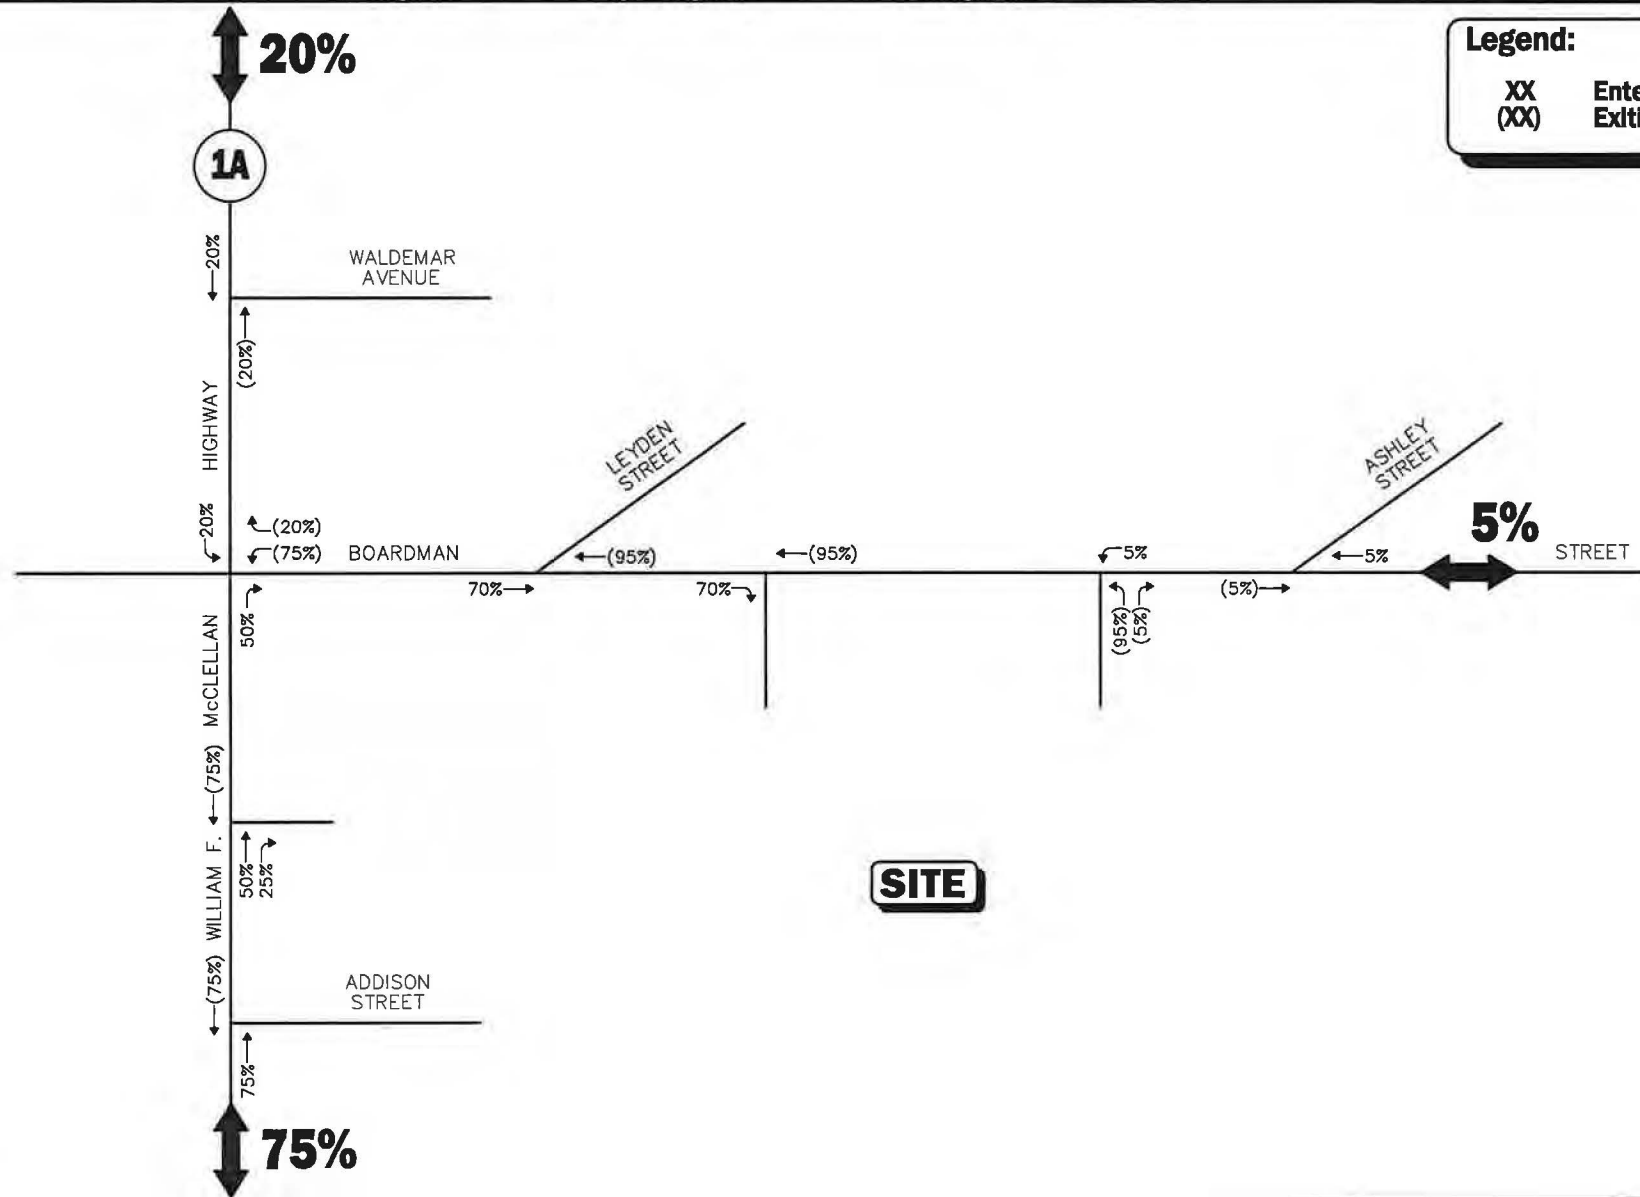 20%
Legend:
XX Ente
(XX) Exiti
1A
20%
WALDEMAR
AVENUE
(20%)
HIGHWAY
LEYDEN
STREET
ASHLEY
STREET
5%
20%
(20%)
(75%)
BOARDMAN
(95%)
(95%)
5%
5%
STREET
70%
70%
(5%)
50%
(95%)
(5%)
McCLELLAN
(75%)
50%
25%
WILLIAM F.
SITE
(75%)
ADDISON
STREET
75%
75%